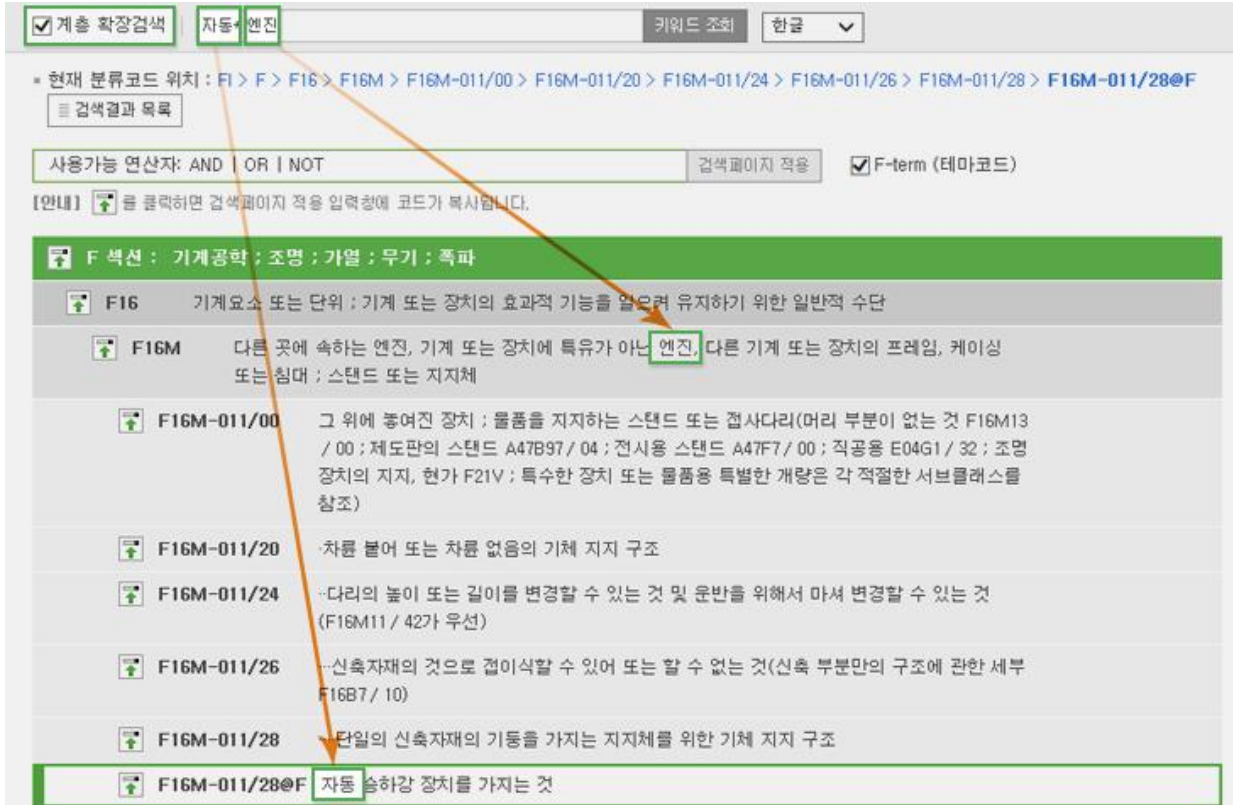 계층 확장검색 자동*엔진 키워드 조회 한글
현재 분류코드 위치 : FI > F > F16 > F16M > F16M-011/00 > F16M-011/20 > F16M-011/24 > F16M-011/26 > F16M-011/28 > F16M-011/28@F
검색결과 목록
사용가능 연산자: AND | OR | NOT 검색페이지 적용 F-term (테마코드)
[안내] 를 클릭하면 검색페이지 적용 입력창에 코드가 복사됩니다.
F 섹션 : 기계공학 ; 조명 ; 가열 ; 무기 ; 폭파
F16 기계요소 또는 단위 ; 기계 또는 장치의 효과적 기능을 일으켜 유지하기 위한 일반적 수단
F16M 다른 곳에 속하는 엔진, 기계 또는 장치에 특유가 아닌 엔진, 다른 기계 또는 장치의 프레임, 케이싱
또는 침대 ; 스탠드 또는 지지체
F16M-011/00 그 위에 놓여진 장치 ; 물품을 지지하는 스탠드 또는 접사다리(머리 부분이 없는 것 F16M13
/ 00 ; 제도판의 스탠드 A47B97 / 04 ; 전시용 스탠드 A47F7 / 00 ; 직공용 E04G1 / 32 ; 조명
장치의 지지, 현가 F21V ; 특수한 장치 또는 물품용 특별한 개량은 각 적절한 서브클래스를
참조)
F16M-011/20 ·차륜 붙어 또는 차륜 없음의 기체 지지 구조
F16M-011/24 ··다리의 높이 또는 길이를 변경할 수 있는 것 및 운반을 위해서 마셔 변경할 수 있는 것
(F16M11 / 42가 우선)
F16M-011/26 ···신축자재의 것으로 접이식할 수 있어 또는 할 수 없는 것(신축 부분만의 구조에 관한 세부
F16B7 / 10)
F16M-011/28 ····단일의 신축자재의 기둥을 가지는 지지체를 위한 기체 지지 구조
F16M-011/28@F 자동 승하강 장치를 가지는 것